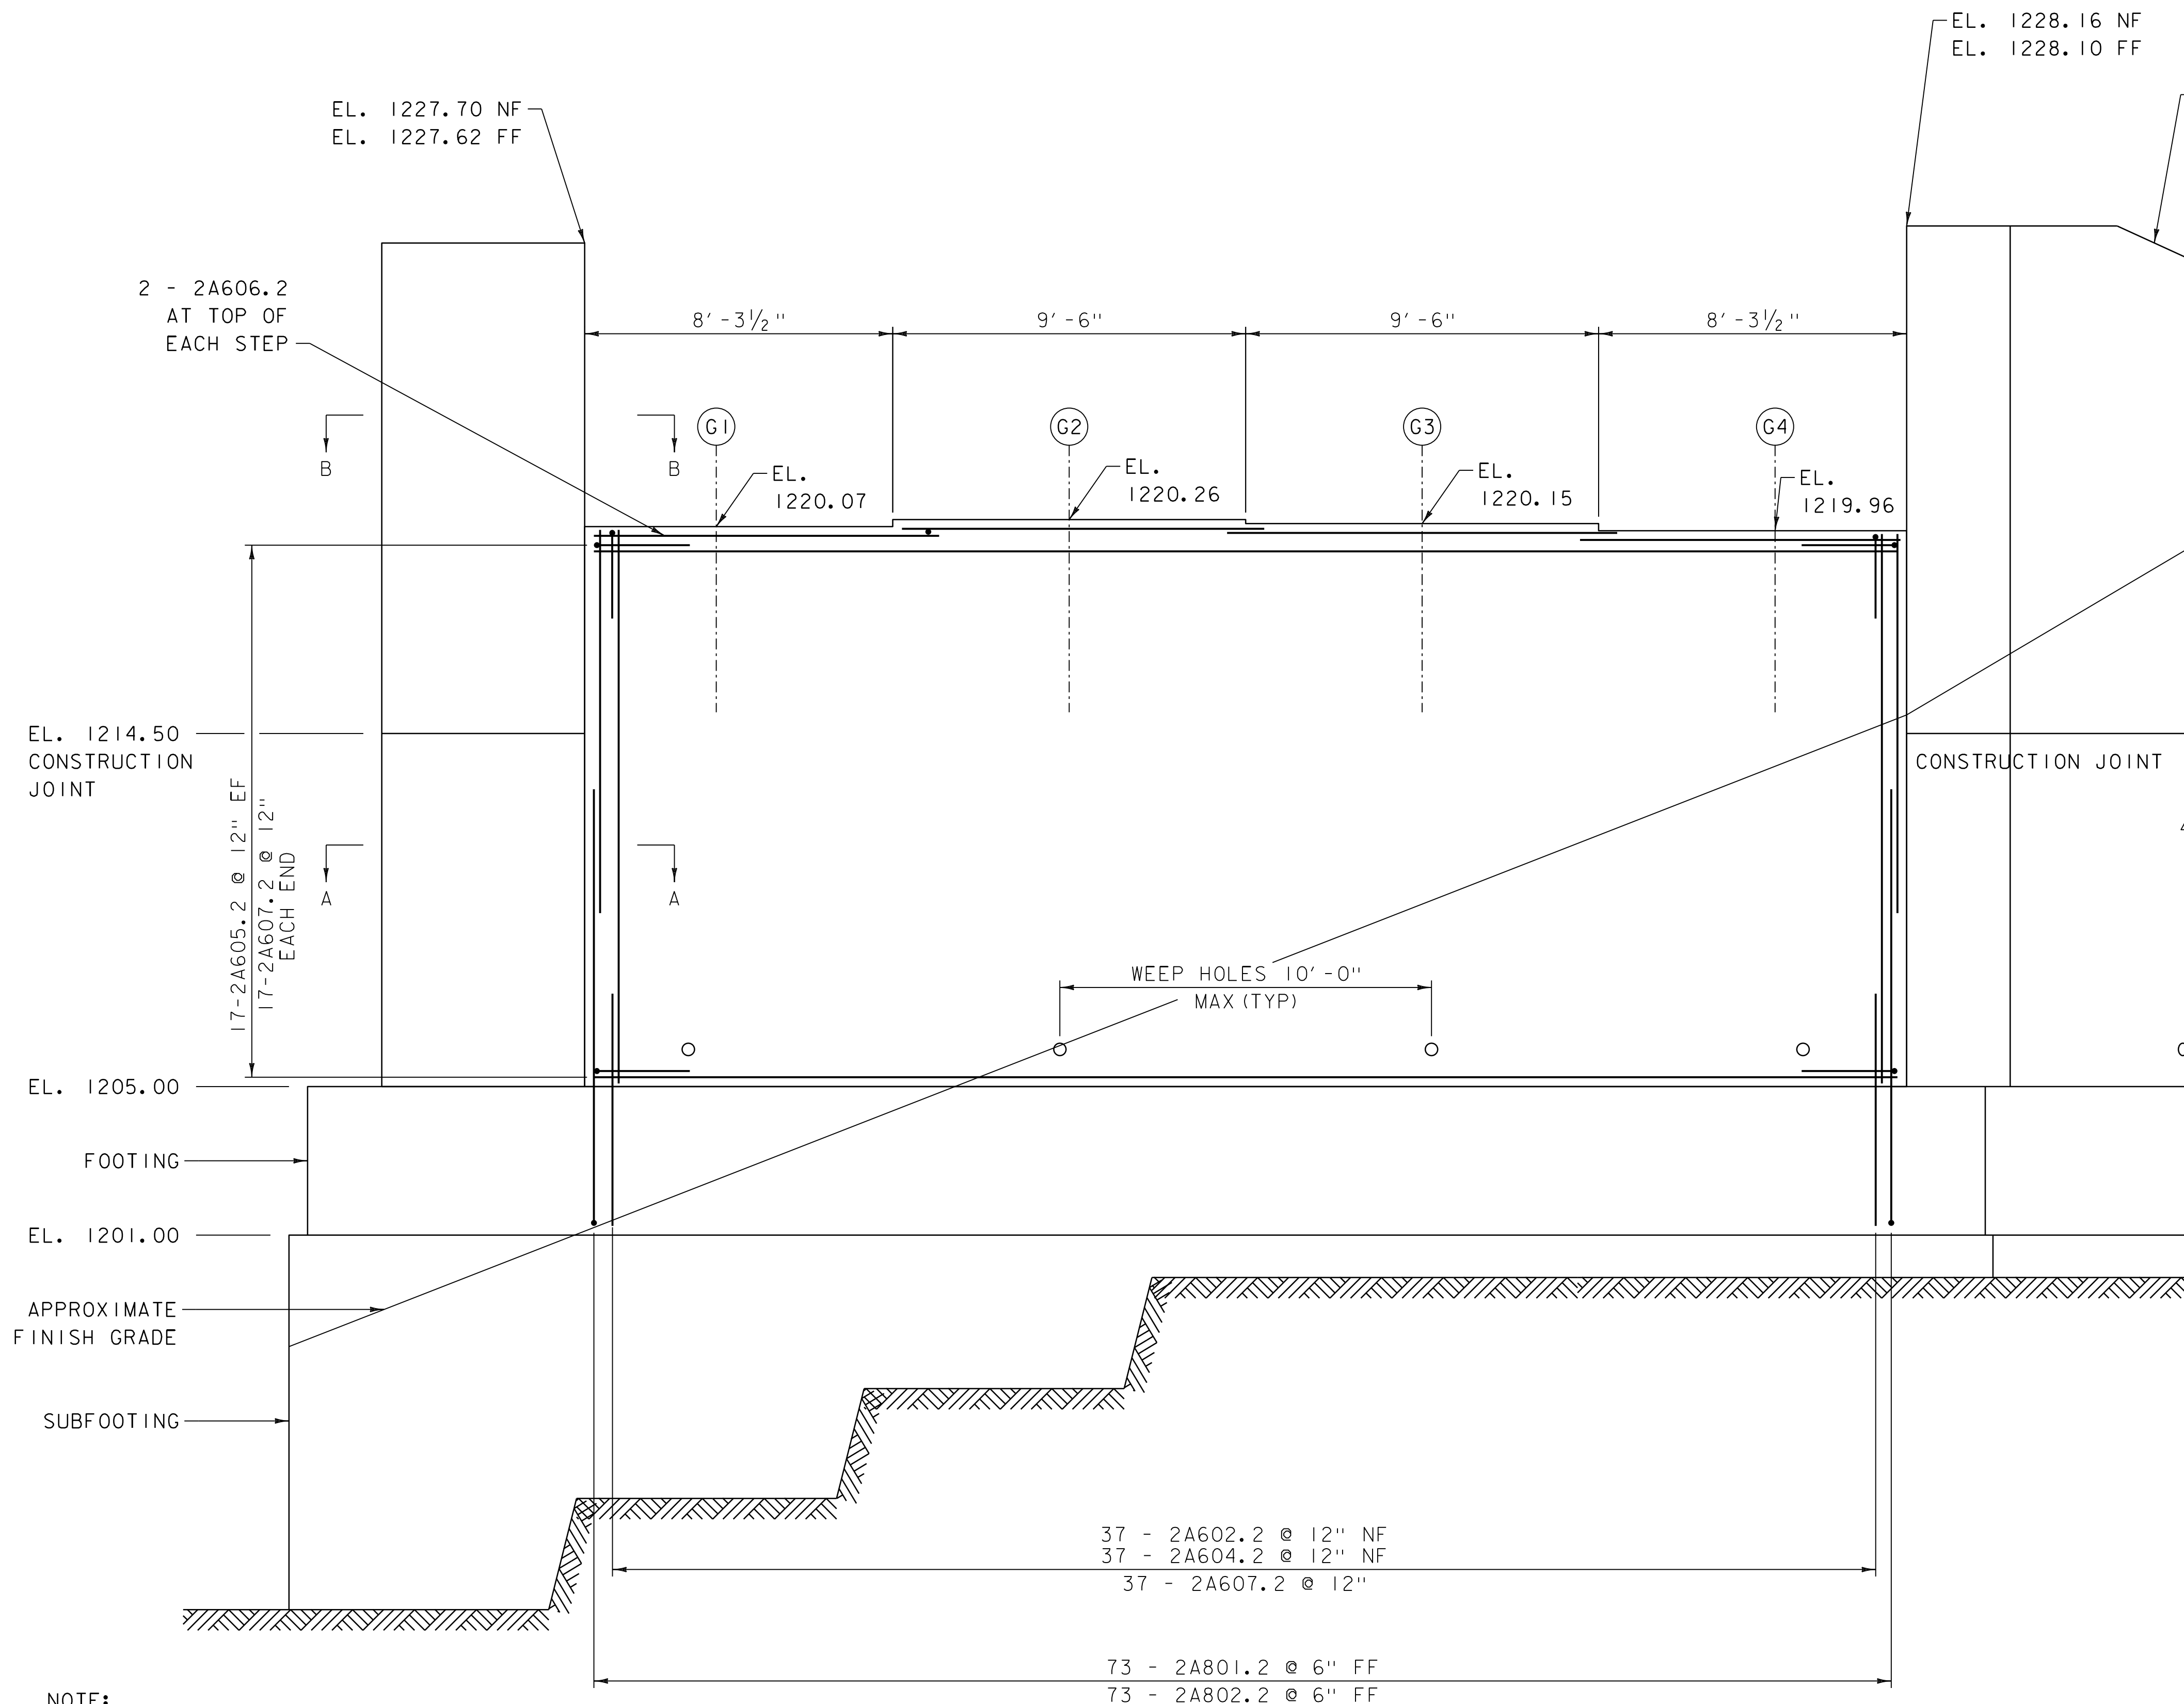 EL. 1228.16 NF
EL. 1228.10 FF
EL. 1227.70 NF
EL. 1227.62 FF
2 - 2A606.2
AT TOP OF
EACH STEP
8'-3 1/2"
9'-6"
9'-6"
8'-3 1/2"
B
B
G1
G2
G3
G4
EL.
1220.07
EL.
1220.26
EL.
1220.15
EL.
1219.96
EL. 1214.50
CONSTRUCTION
JOINT
CONSTRUCTION JOINT
17-2A605.2 @ 12" EF
17-2A607.2 @ 12"
EACH END
A
A
WEEP HOLES 10'-0"
MAX (TYP)
EL. 1205.00
FOOTING
EL. 1201.00
APPROXIMATE
FINISH GRADE
SUBFOOTING
37 - 2A602.2 @ 12" NF
37 - 2A604.2 @ 12" NF
37 - 2A607.2 @ 12"
73 - 2A801.2 @ 6" FF
73 - 2A802.2 @ 6" FF
NOTE: